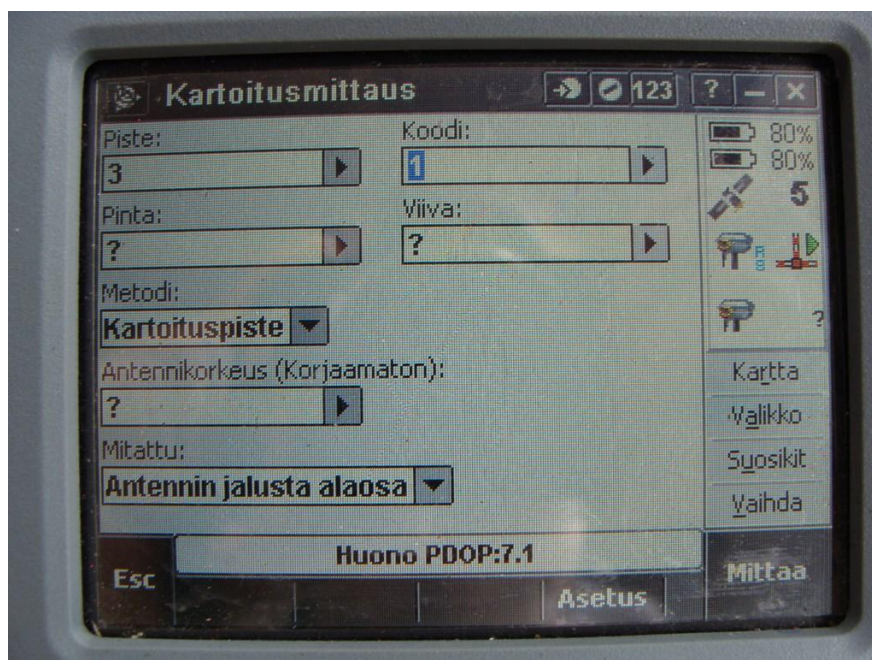 Kartoitusmittaus 123 ?
Piste: Koodi:
3 1
Pinta: Viiva:
? ?
Metodi:
Kartoituspiste
Antennikorkeus (Korjaamaton):
?
Mitattu:
Antennin jalusta alaosa
80%
80%
5
?
Kartta
Valikko
Suosikit
Vaihda
Huono PDOP:7.1
Esc Asetus Mittaa